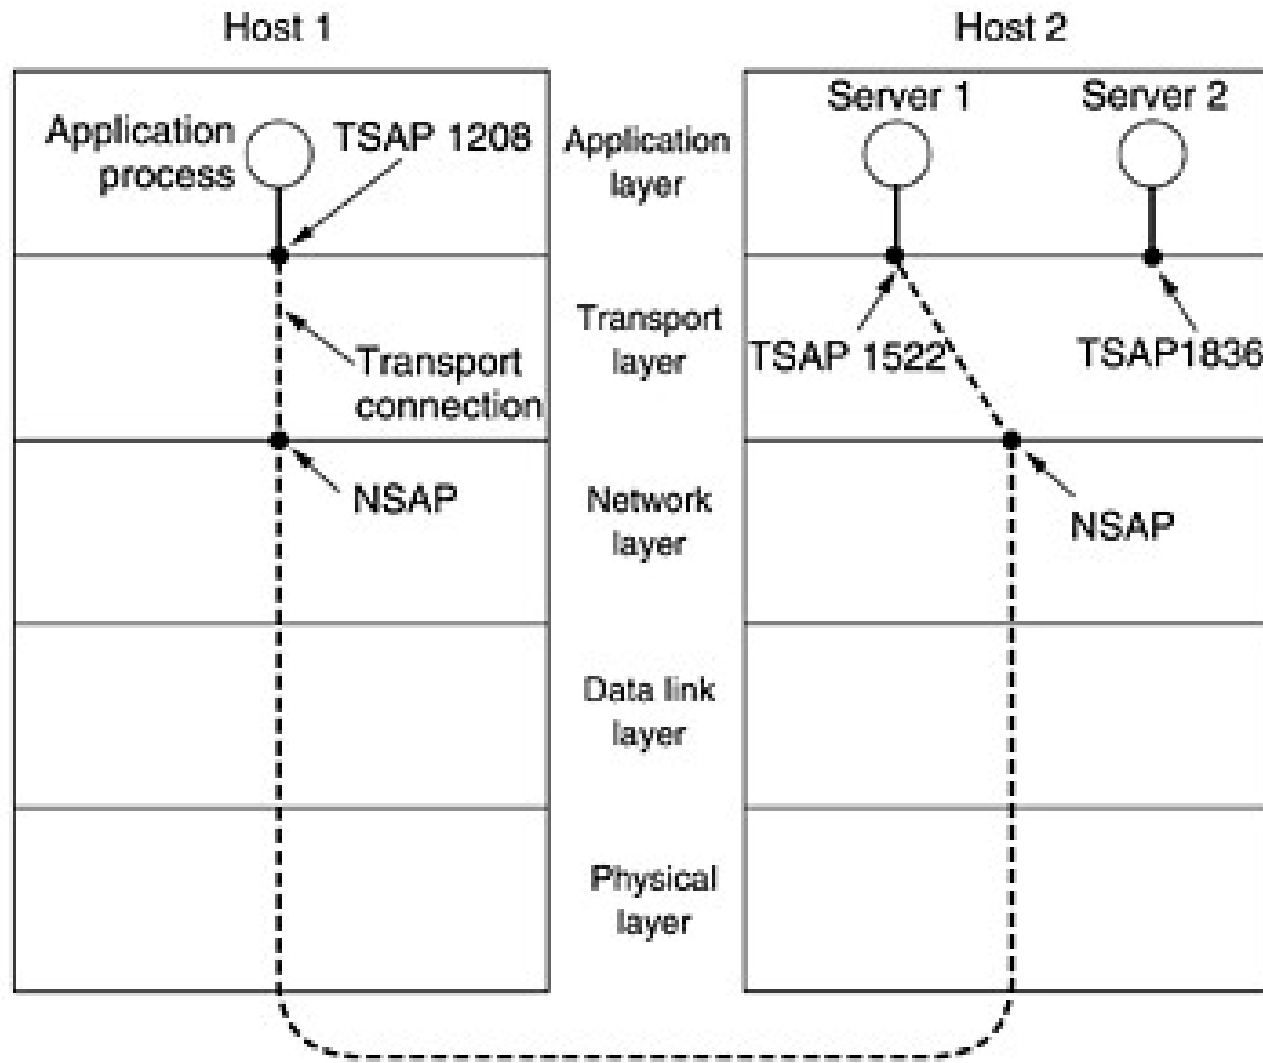 Host 1
Host 2
Application
process
TSAP 1208
Application
layer
Server 1
Server 2
Transport
connection
Transport
layer
TSAP 1522
TSAP1836
NSAP
Network
layer
NSAP
Data link
layer
Physical
layer